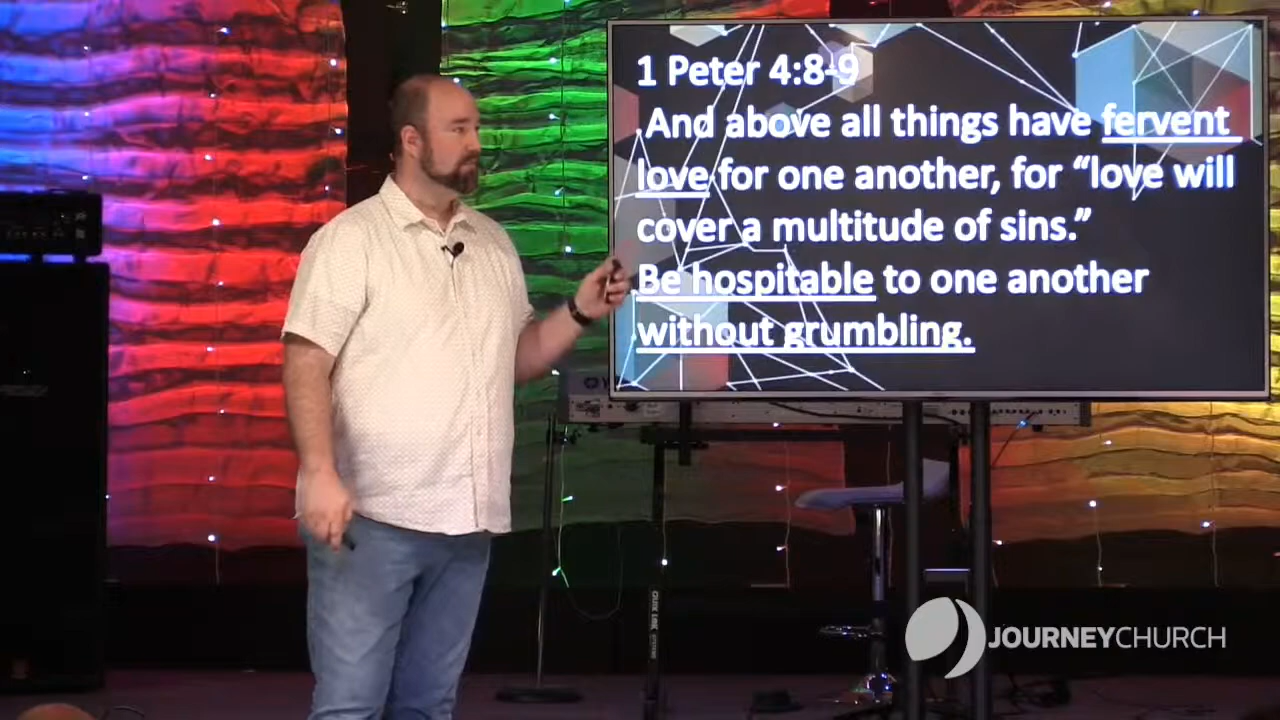 1 Peter 4:8-9
And above all things have fervent
love for one another, for “love will
cover a multitude of sins.”
Be hospitable to one another
without grumbling.
JOURNEYCHURCH